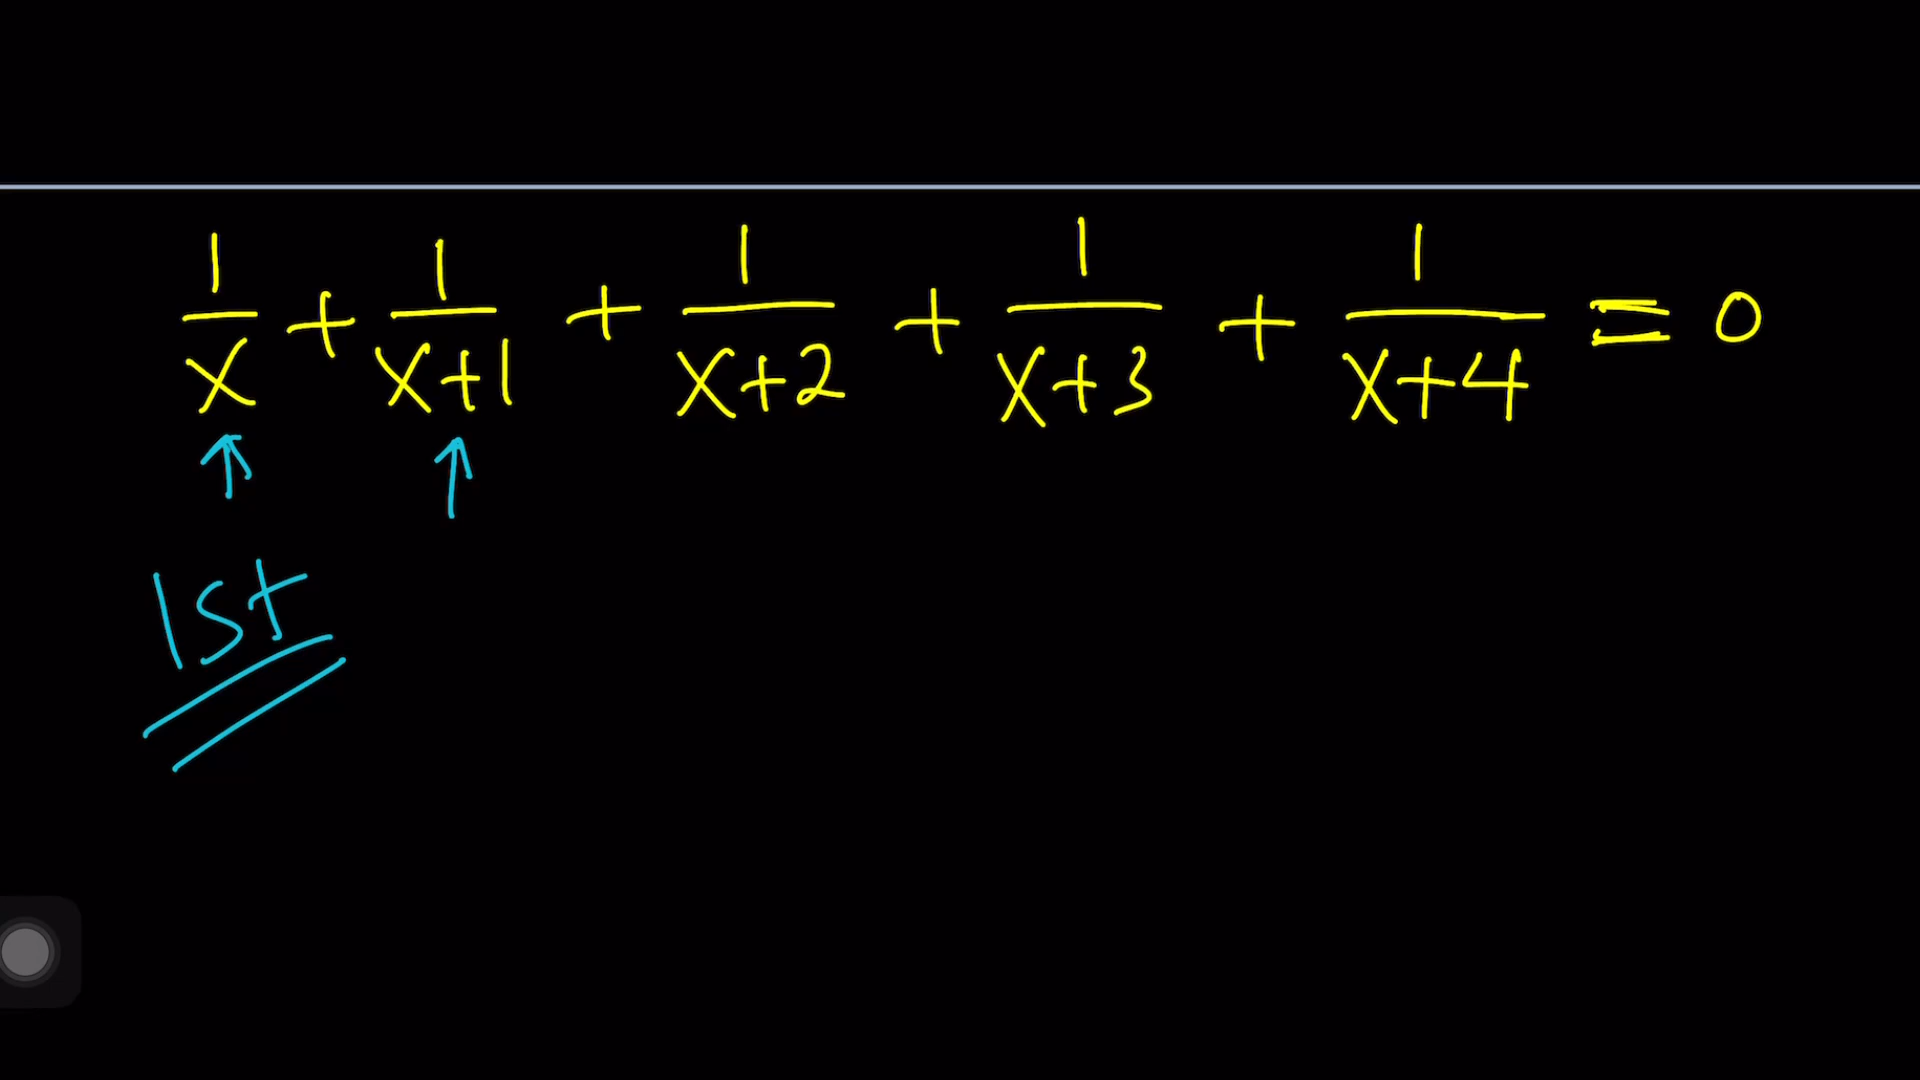 1/x + 1/(x+1) + 1/(x+2) + 1/(x+3) + 1/(x+4) = 0
1st